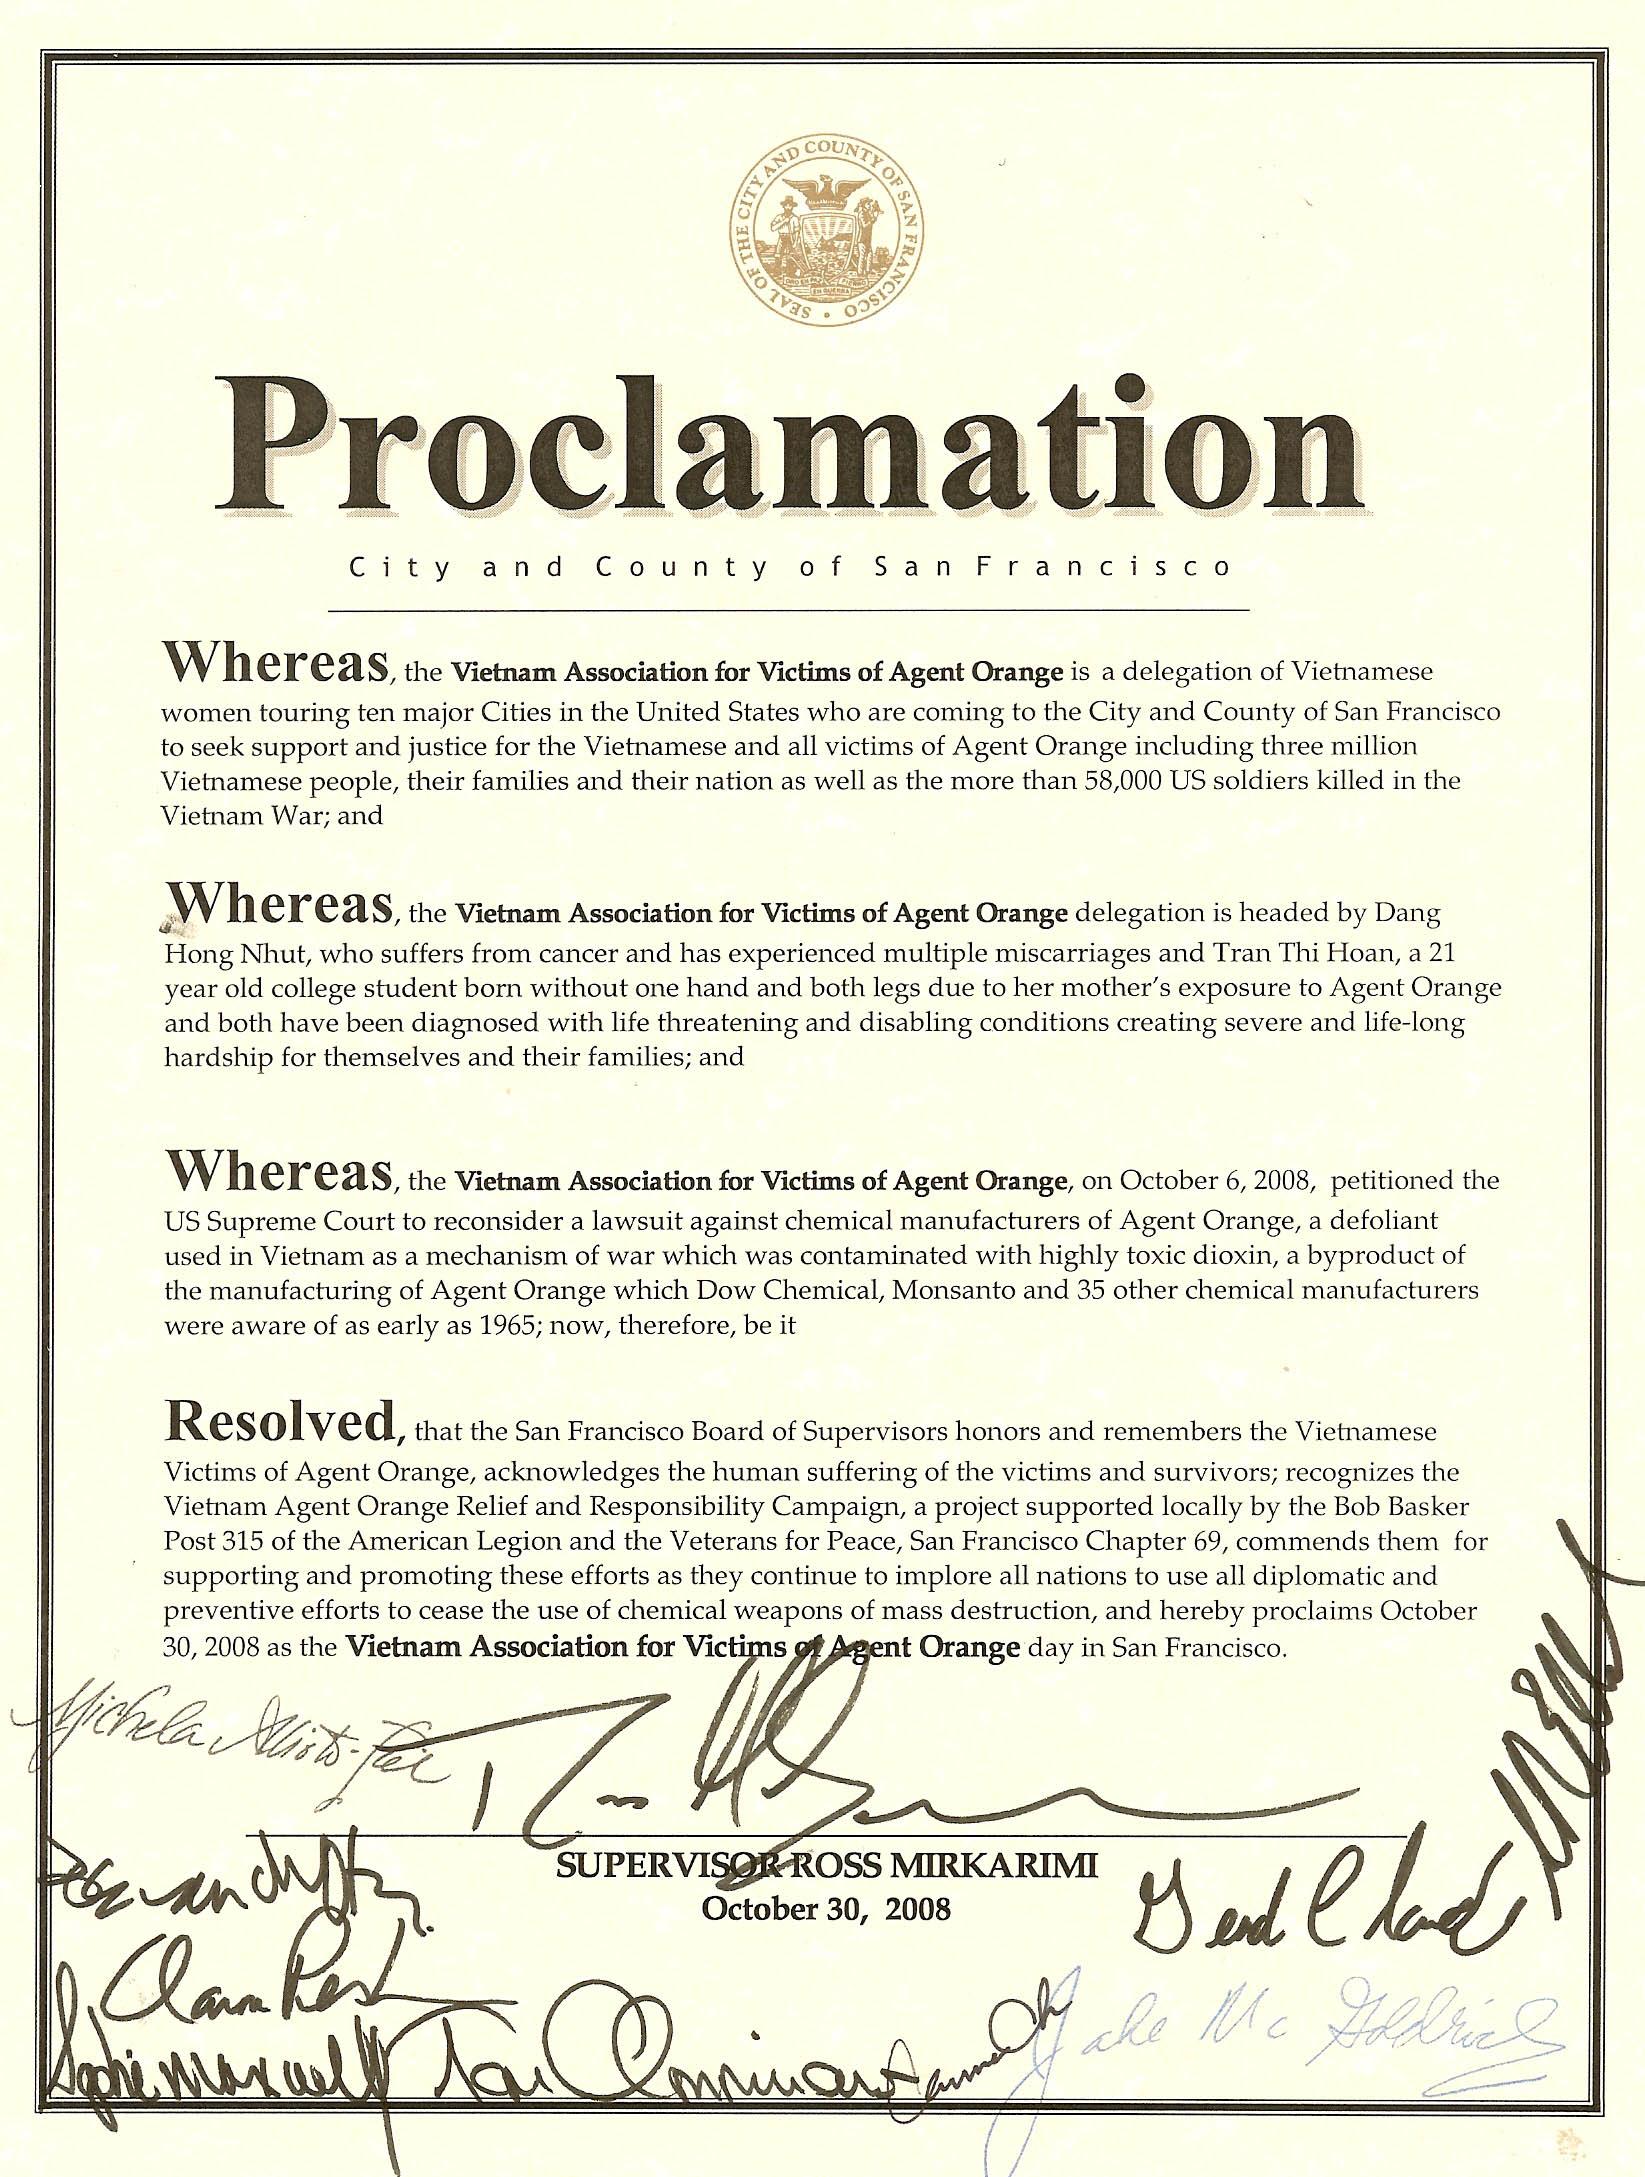 SEAL OF THE CITY AND COUNTY OF SAN FRANCISCO
Proclamation
City and County of San Francisco
Whereas, the Vietnam Association for Victims of Agent Orange is a delegation of Vietnamese
women touring ten major Cities in the United States who are coming to the City and County of San Francisco
to seek support and justice for the Vietnamese and all victims of Agent Orange including three million
Vietnamese people, their families and their nation as well as the more than 58,000 US soldiers killed in the
Vietnam War; and
Whereas, the Vietnam Association for Victims of Agent Orange delegation is headed by Dang
Hong Nhut, who suffers from cancer and has experienced multiple miscarriages and Tran Thi Hoan, a 21
year old college student born without one hand and both legs due to her mother's exposure to Agent Orange
and both have been diagnosed with life threatening and disabling conditions creating severe and life-long
hardship for themselves and their families; and
Whereas, the Vietnam Association for Victims of Agent Orange, on October 6, 2008, petitioned the
US Supreme Court to reconsider a lawsuit against chemical manufacturers of Agent Orange, a defoliant
used in Vietnam as a mechanism of war which was contaminated with highly toxic dioxin, a byproduct of
the manufacturing of Agent Orange which Dow Chemical, Monsanto and 35 other chemical manufacturers
were aware of as early as 1965; now, therefore, be it
Resolved, that the San Francisco Board of Supervisors honors and remembers the Vietnamese
Victims of Agent Orange, acknowledges the human suffering of the victims and survivors; recognizes the
Vietnam Agent Orange Relief and Responsibility Campaign, a project supported locally by the Bob Basker
Post 315 of the American Legion and the Veterans for Peace, San Francisco Chapter 69, commends them for
supporting and promoting these efforts as they continue to implore all nations to use all diplomatic and
preventive efforts to cease the use of chemical weapons of mass destruction, and hereby proclaims October
30, 2008 as the Vietnam Association for Victims of Agent Orange day in San Francisco.
Michela Alioto-Pier
SUPERVISOR ROSS MIRKARIMI
October 30, 2008
Sophie Maxwell
Jake Mc Goldrick